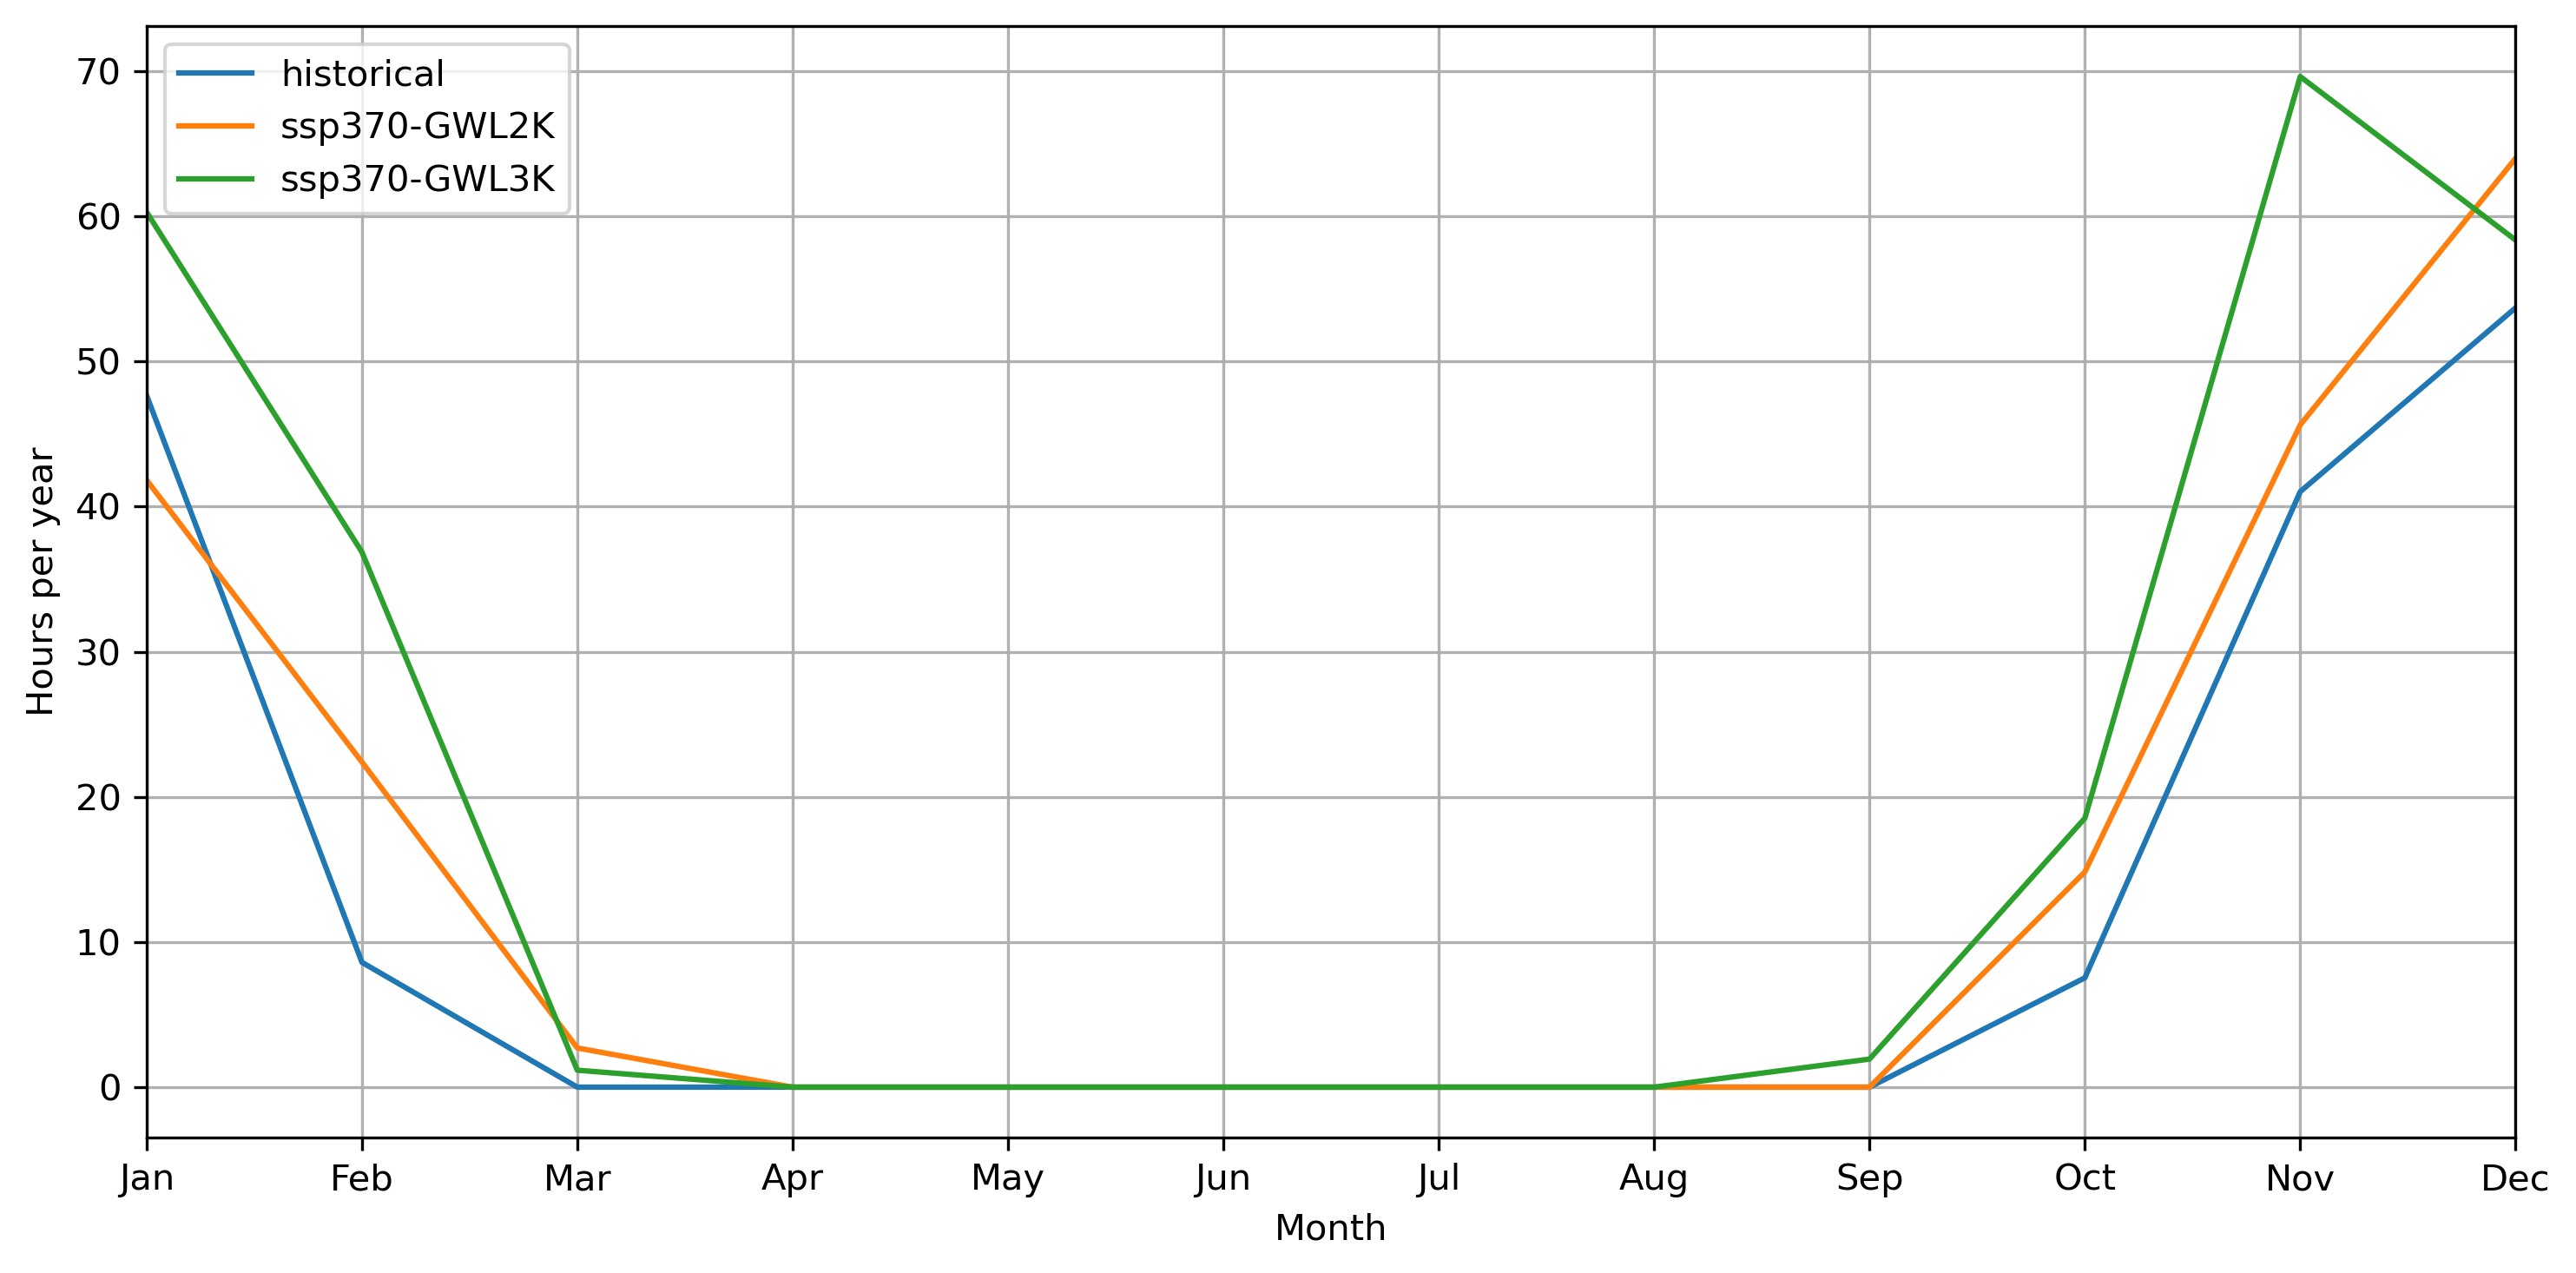 historical
ssp370-GWL2K
ssp370-GWL3K
70
60
50
40
30
20
10
0
Hours per year
Jan Feb Mar Apr May Jun Jul Aug Sep Oct Nov Dec
Month